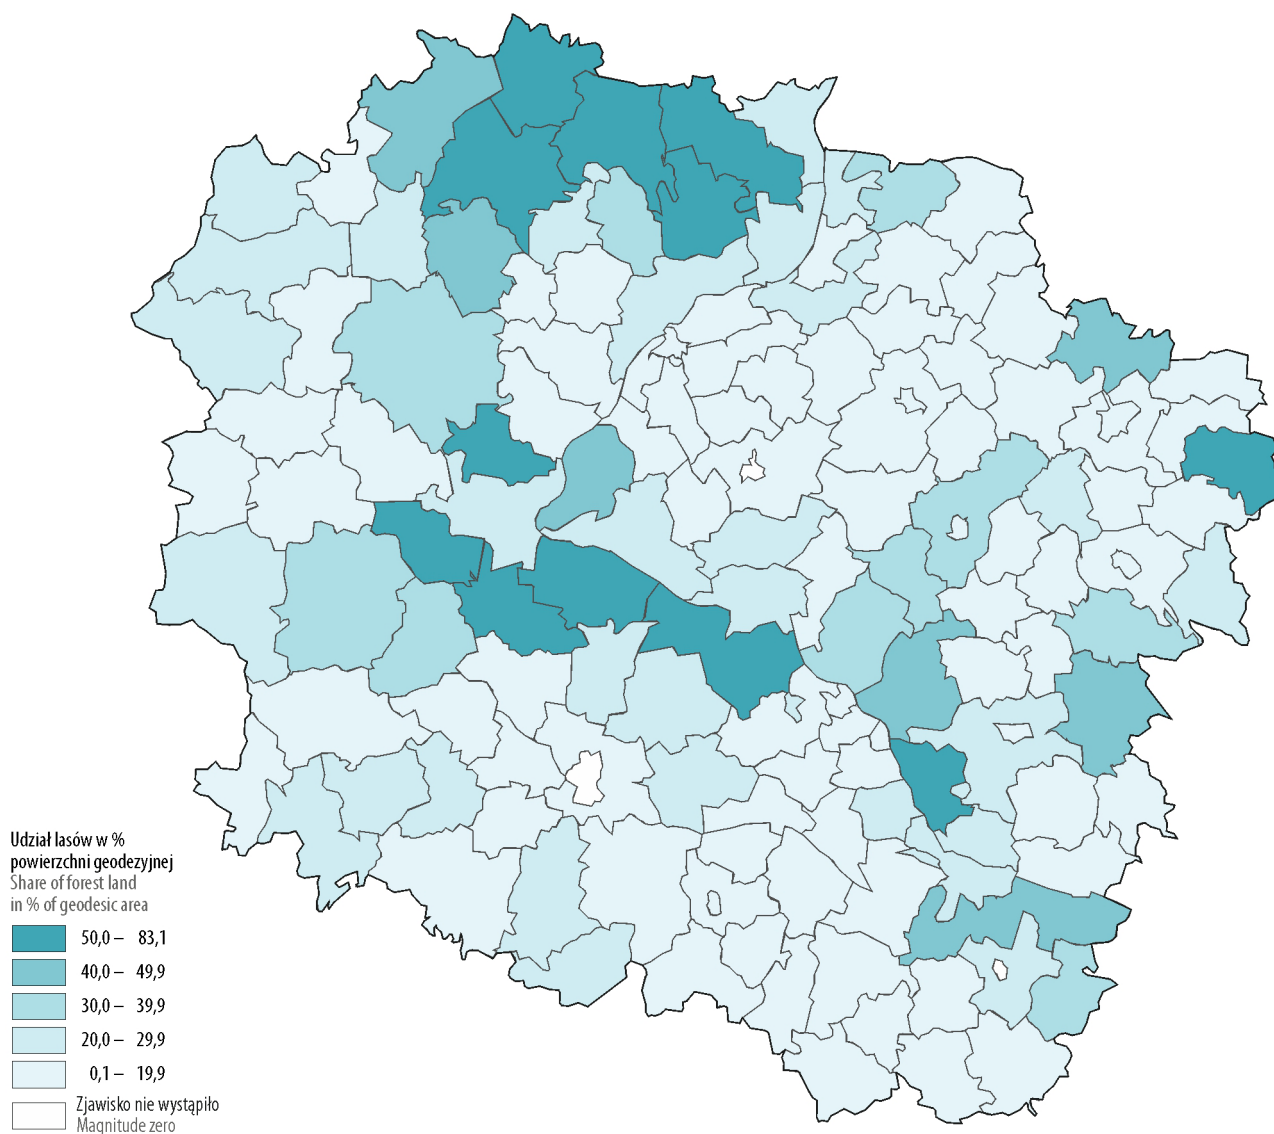 Udział lasów w %
powierzchni geodezyjnej
Share of forest land
in % of geodesic area
50,0 – 83,1
40,0 – 49,9
30,0 – 39,9
20,0 – 29,9
0,1 – 19,9
Zjawisko nie wystąpiło
Magnitude zero